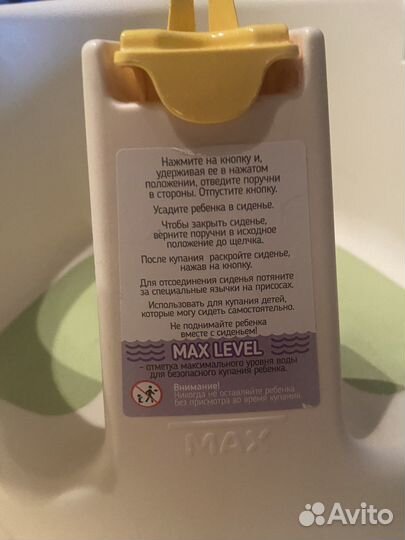 Нажмите на кнопку и,
удерживая ее в нажатом
положении, отведите поручни
в стороны. Отпустите кнопку.
Усадите ребенка в сиденье.
Чтобы закрыть сиденье,
верните поручни в исходное
положение до щелчка.
После купания раскройте сиденье,
нажав на кнопку.
Для отсоединения сиденья потяните
за специальные язычки на присосах.
Использовать для купания детей,
которые могу сидеть самостоятельно.
Не поднимайте ребенка
вместе с сиденьем!
MAX LEVEL
- отметка максимального уровня воды
для безопасного купания ребенка.
Внимание!
Никогда не оставляйте ребенка
без присмотра во время купания.
MAX
Avito